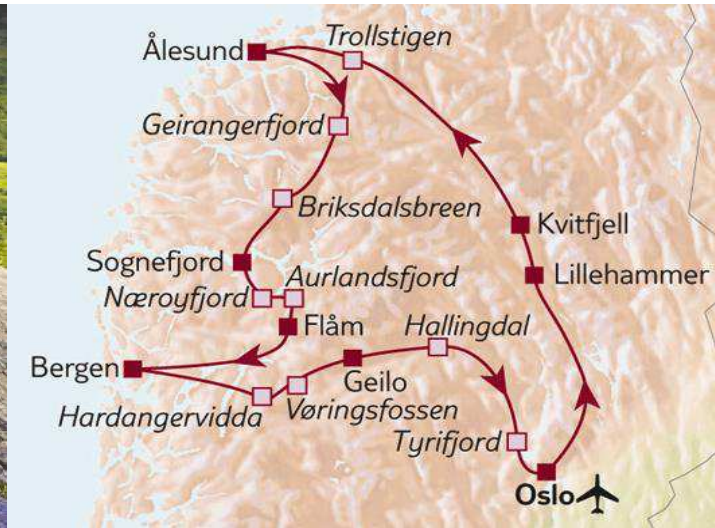 Trollstigen
Ålesund
Geirangerfjord
Briksdalsbreen
Kvitfjell
Sognefjord
Lillehammer
Nærøyfjord
Aurlandsfjord
Flåm
Hallingdal
Bergen
Geilo
Hardangervidda
Vøringsfossen
Tyrifjord
Oslo